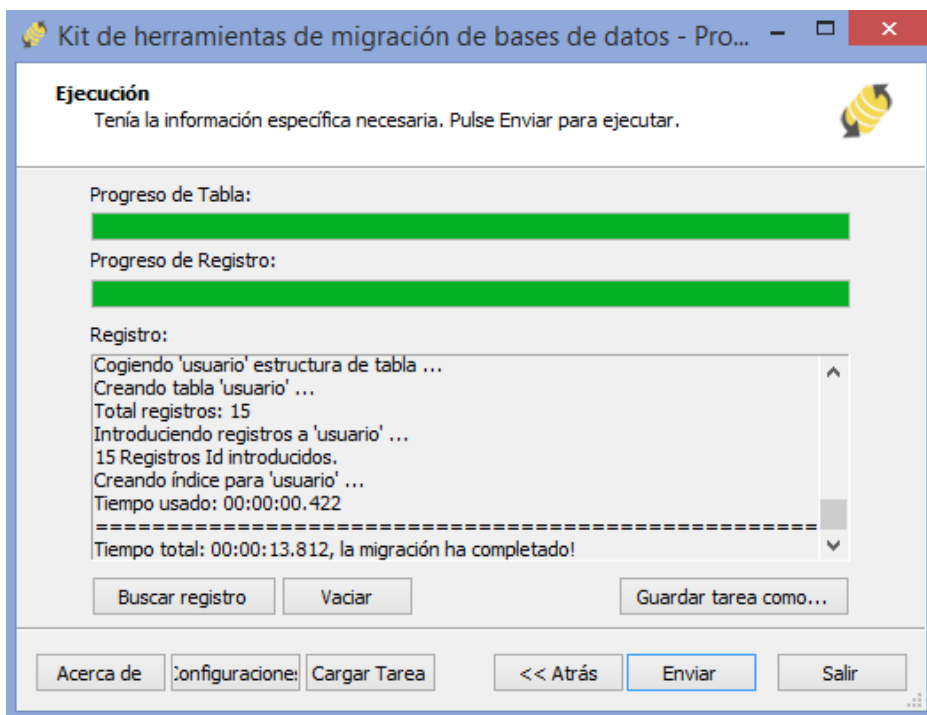 Kit de herramientas de migración de bases de datos - Pro...
Ejecución
Tenía la información específica necesaria. Pulse Enviar para ejecutar.
Progreso de Tabla:
Progreso de Registro:
Registro:
Cogiendo 'usuario' estructura de tabla ...
Creando tabla 'usuario' ...
Total registros: 15
Introduciendo registros a 'usuario' ...
15 Registros Id introducidos.
Creando índice para 'usuario' ...
Tiempo usado: 00:00:00.422
===================================================
Tiempo total: 00:00:13.812, la migración ha completado!
Buscar registro Vaciar Guardar tarea como...
Acerca de Configuraciones Cargar Tarea << Atrás Enviar Salir